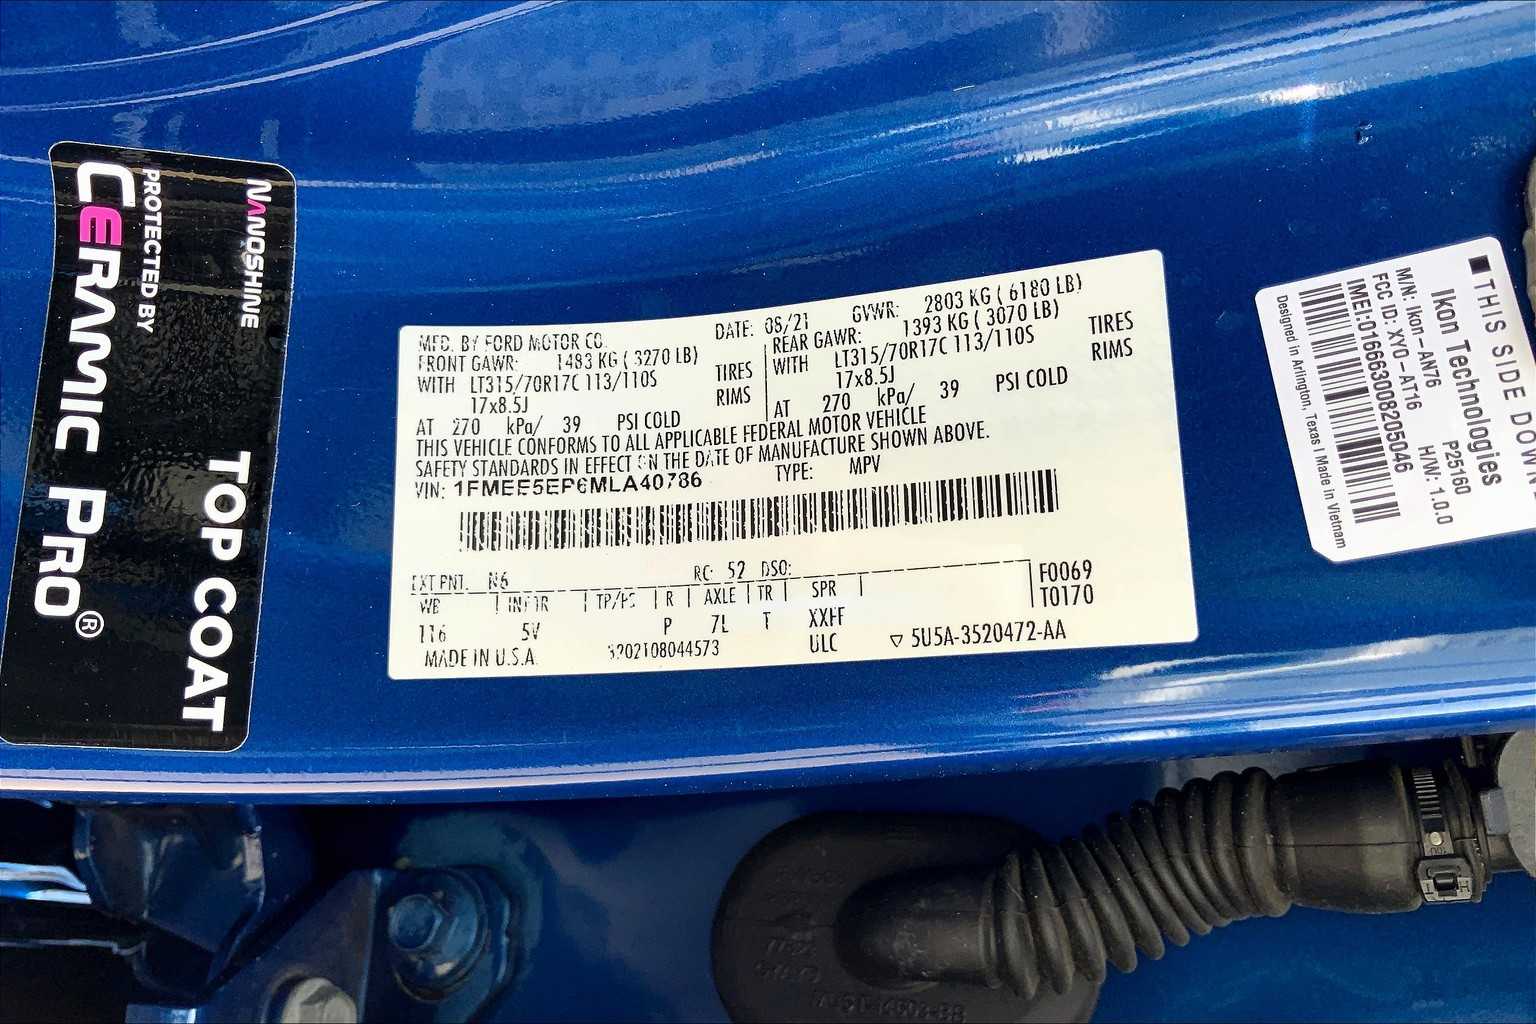 NANOSHINE
PROTECTED BY
CERAMIC PRO®
TOP COAT
MFD. BY FORD MOTOR CO.
DATE: 08/21
GVWR: 2803 KG ( 6180 LB)
FRONT GAWR: 1483 KG ( 3270 LB)
WITH LT315/70R17C 113/110S TIRES
17x8.5J RIMS
AT 270 kPa/ 39 PSI COLD
REAR GAWR: 1393 KG ( 3070 LB)
WITH LT315/70R17C 113/110S TIRES
17x8.5J RIMS
AT 270 kPa/ 39 PSI COLD
THIS VEHICLE CONFORMS TO ALL APPLICABLE FEDERAL MOTOR VEHICLE
SAFETY STANDARDS IN EFFECT ON THE DATE OF MANUFACTURE SHOWN ABOVE.
VIN: 1FMEE5EP6MLA40786
TYPE: MPV
EXT PNT: N6 RC: 52 DSO:
F0069
WB INT TR TP/PS R AXLE TR SPR
T0170
116 5V P 7L T XXHF
MADE IN U.S.A. ULC ▽ 5U5A-3520472-AA
■ THIS SIDE DOWN
Ikon Technologies
M/N: Ikon-AN76 P25160
FCC ID: XYO-AT16 H/W: 1.0.0
IMEI:016663008205046
Designed in Arlington, Texas | Made in Vietnam